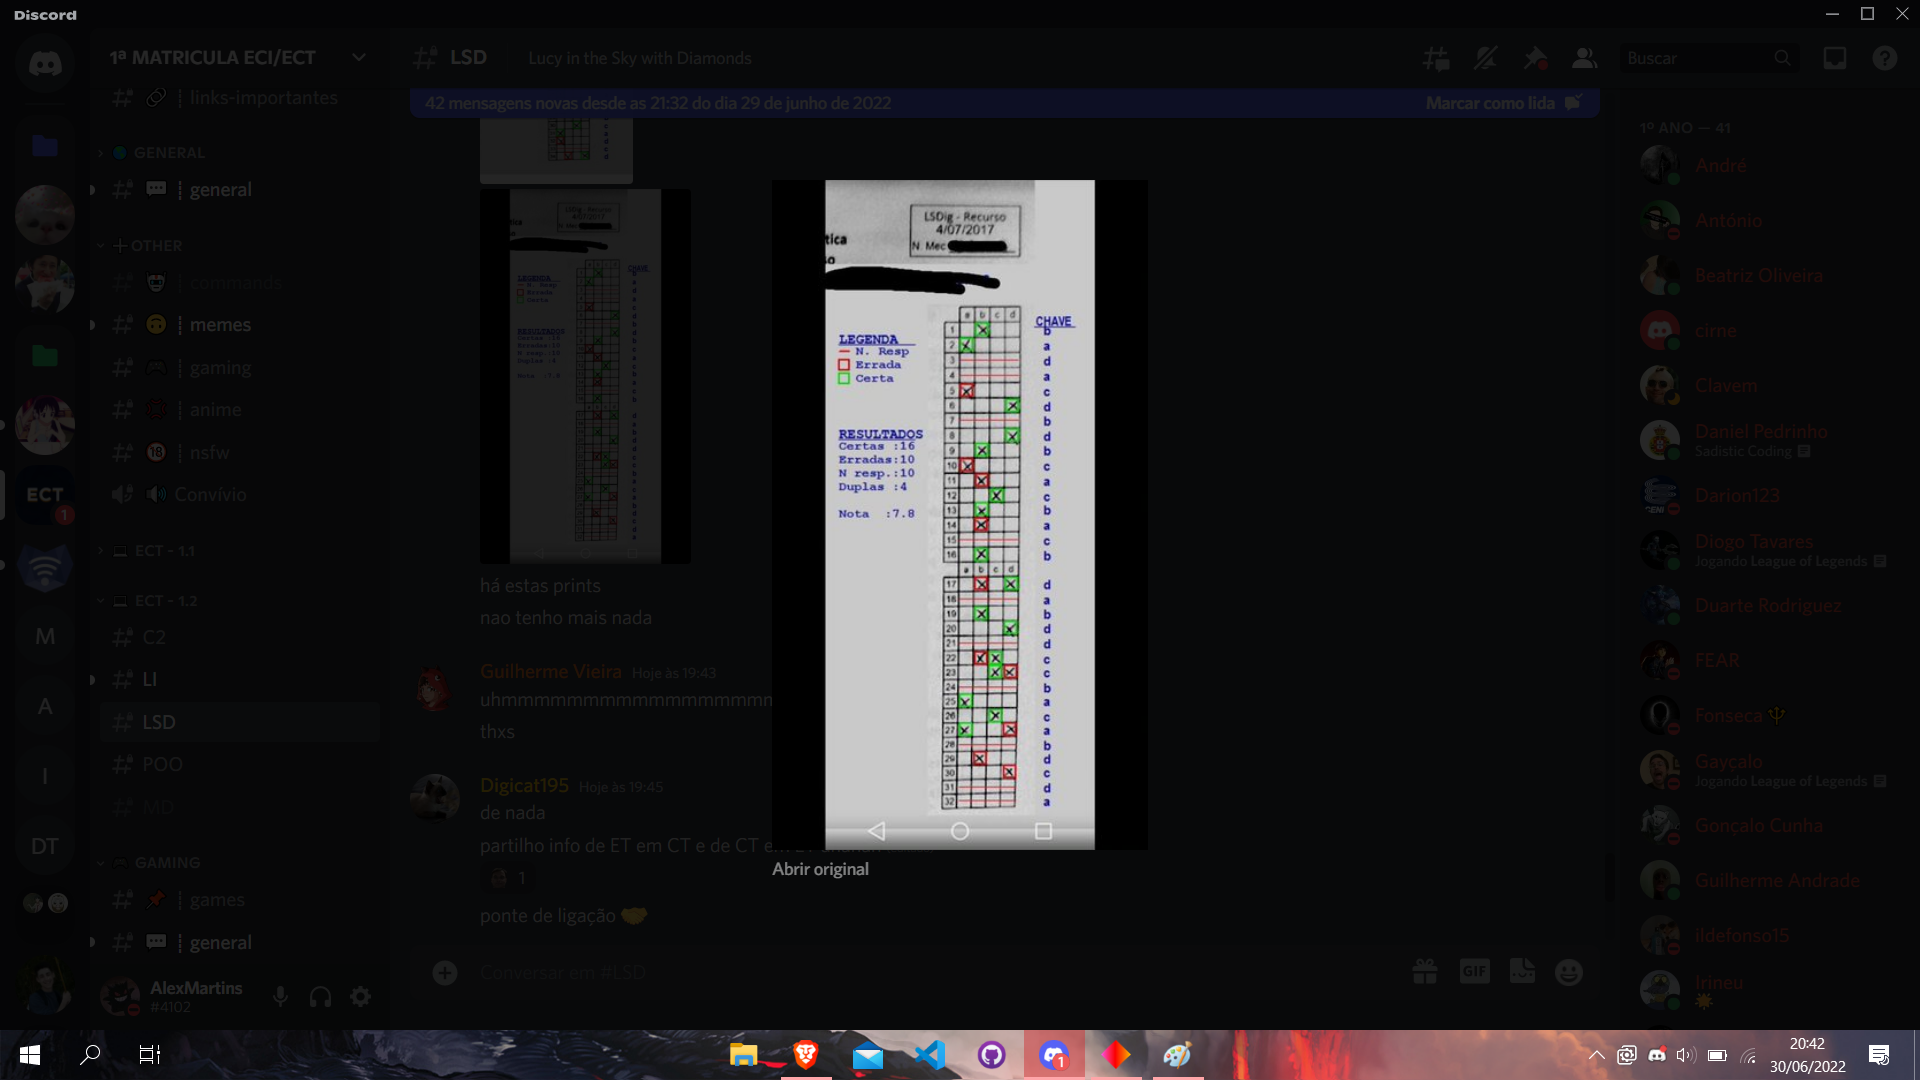 Discord
1ª MATRICULA ECI/ECT
links-importantes
GENERAL
general
OTHER
commands
memes
gaming
anime
nsfw
Convívio
ECT - 1.1
ECT - 1.2
C2
LI
LSD
POO
MD
GAMING
games
general
AlexMartins
#4102
ECT
1
M
A
I
DT
LSD
Lucy in the Sky with Diamonds
Buscar
42 mensagens novas desde as 21:32 do dia 29 de junho de 2022
Marcar como lida
há estas prints
nao tenho mais nada
Guilherme Vieira Hoje às 19:43
thxs
Digicat195 Hoje às 19:45
de nada
partilho info de ET em CT e de CT em
1
ponte de ligação
Conversar em #LSD
GIF
LSDig - Recurso
4/07/2017
N. Mec
tica
so
LEGENDA
N. Resp
Errada
Certa
RESULTADOS
Certas :16
Erradas:10
N resp.:10
Duplas :4
Nota :7.8
a b c d
CHAVE
1 b
2 a
3 d
4 a
5 c
6 d
7 b
8 d
9 b
10 c
11 a
12 c
13 b
14 a
15 c
16 b
a b c d
17 d
18 a
19 b
20 d
21 d
22 c
23 c
24 b
25 a
26 c
27 a
28 b
29 d
30 c
31 d
32 a
Abrir original
1º ANO — 41
André
António
Beatriz Oliveira
cirne
Clavem
Daniel Pedrinho
Sadistic Coding
Darion123
Diogo Tavares
Jogando League of Legends
Duarte Rodriguez
FEAR
Fonseca
Gayçalo
Jogando League of Legends
Gonçalo Cunha
Guilherme Andrade
ildefonso15
Irineu
20:42
30/06/2022